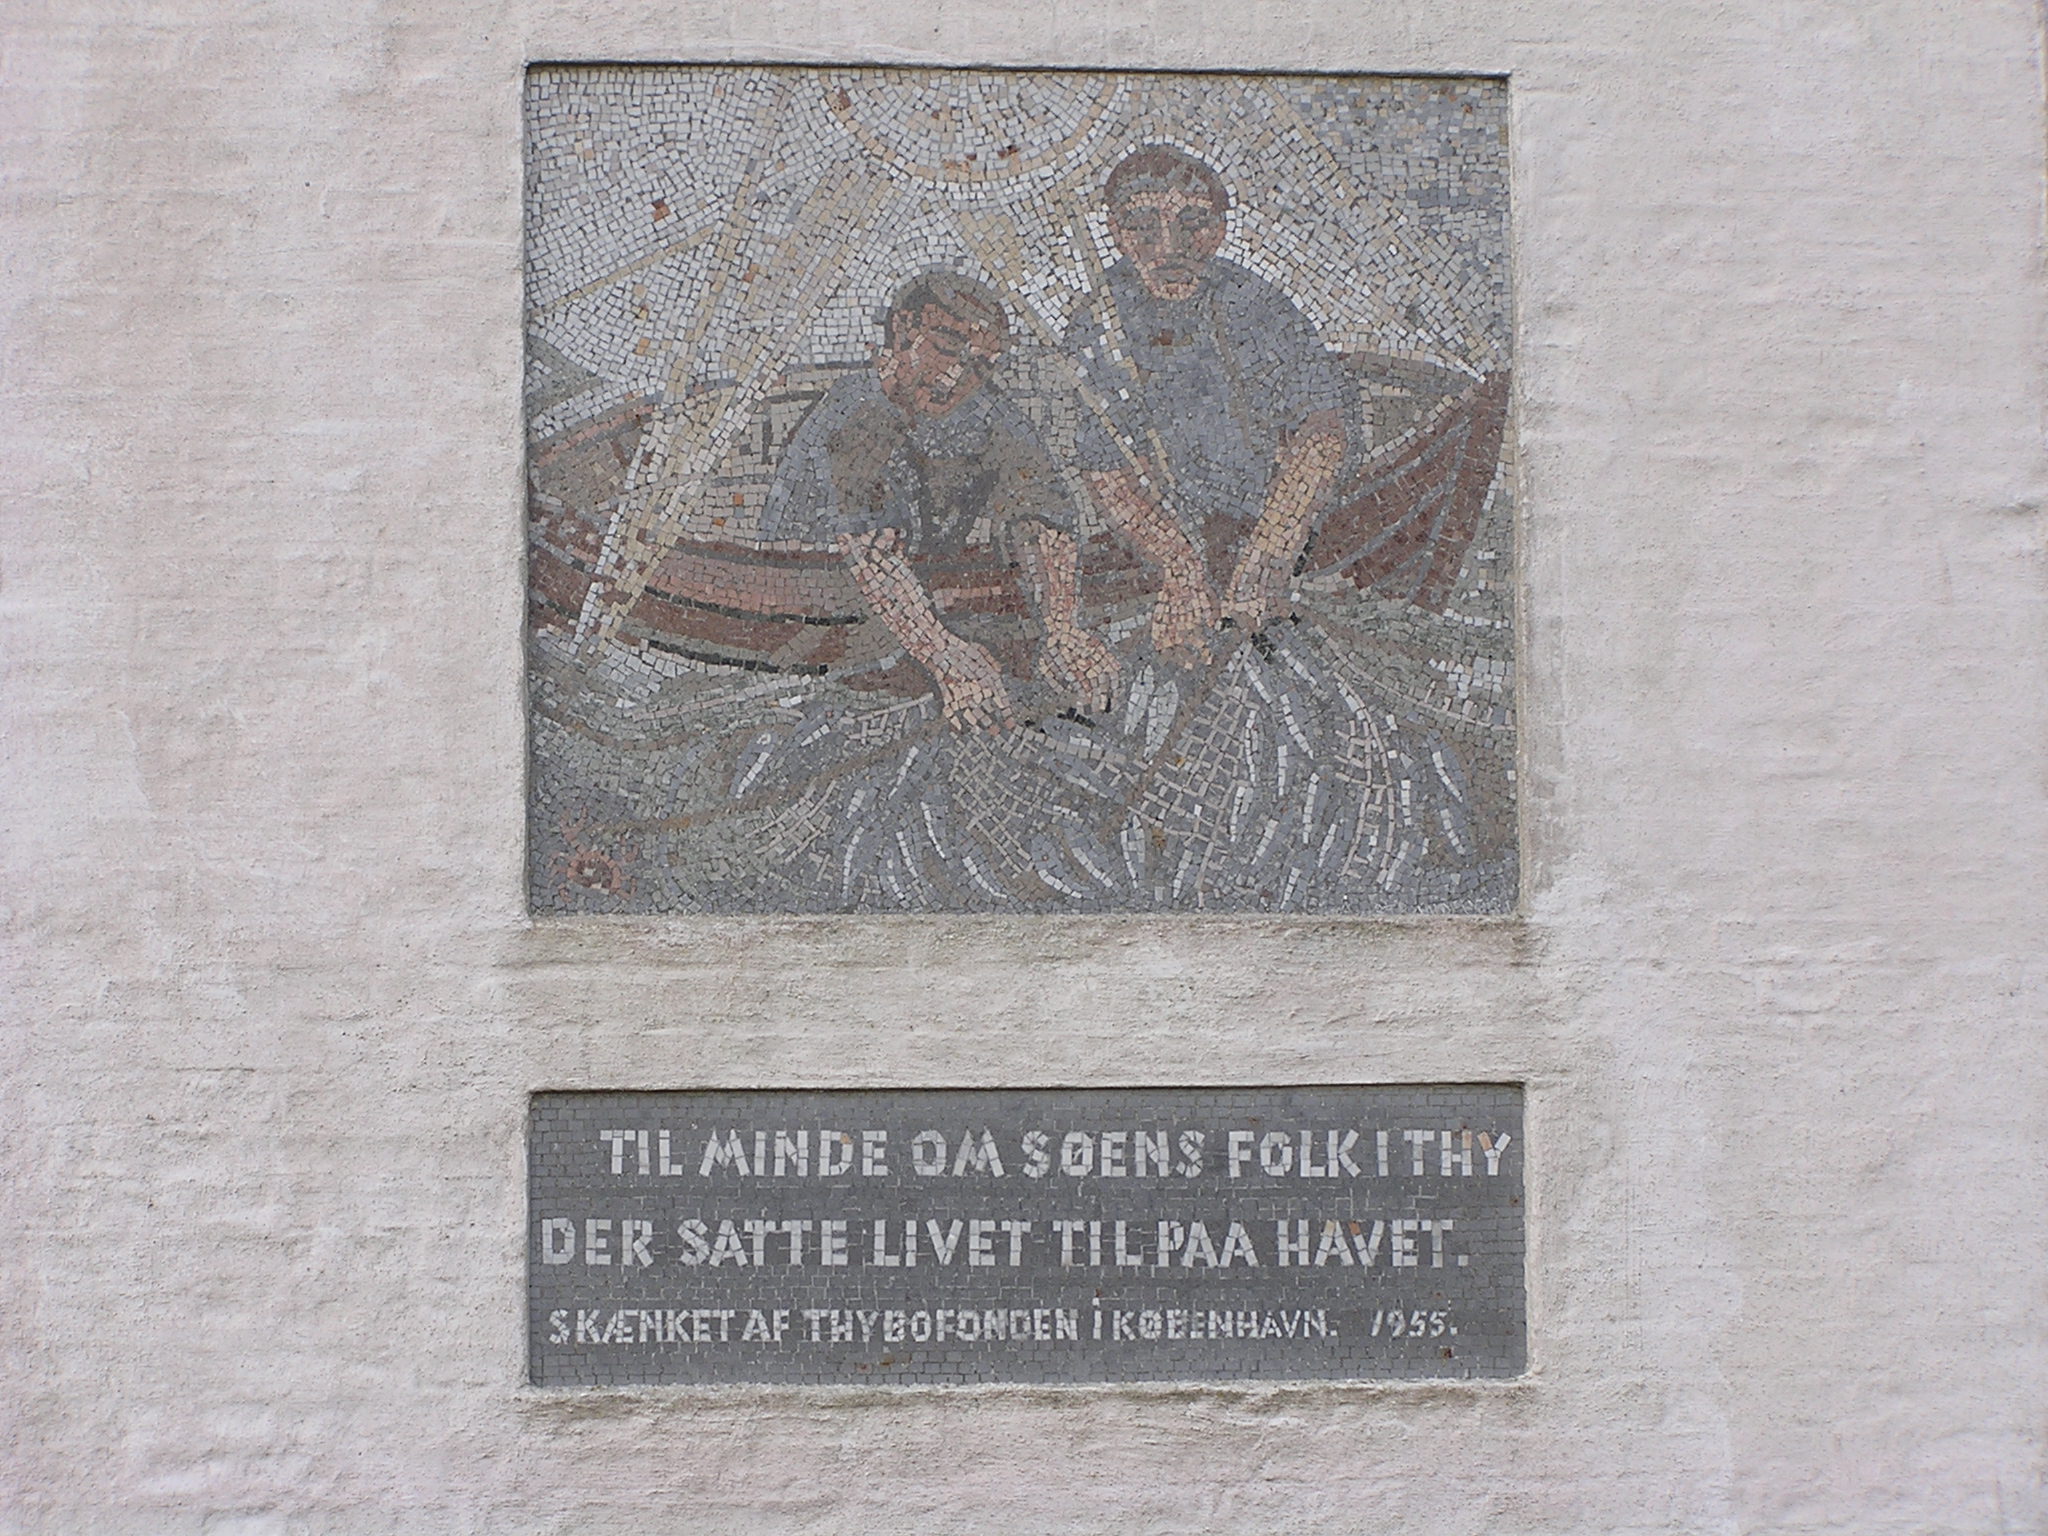 TIL MINDE OM SØENS FOLK I THY
DER SATTE LIVET TIL PAA HAVET.
SKÆNKET AF THYBOFONDEN I KØBENHAVN. 1955.